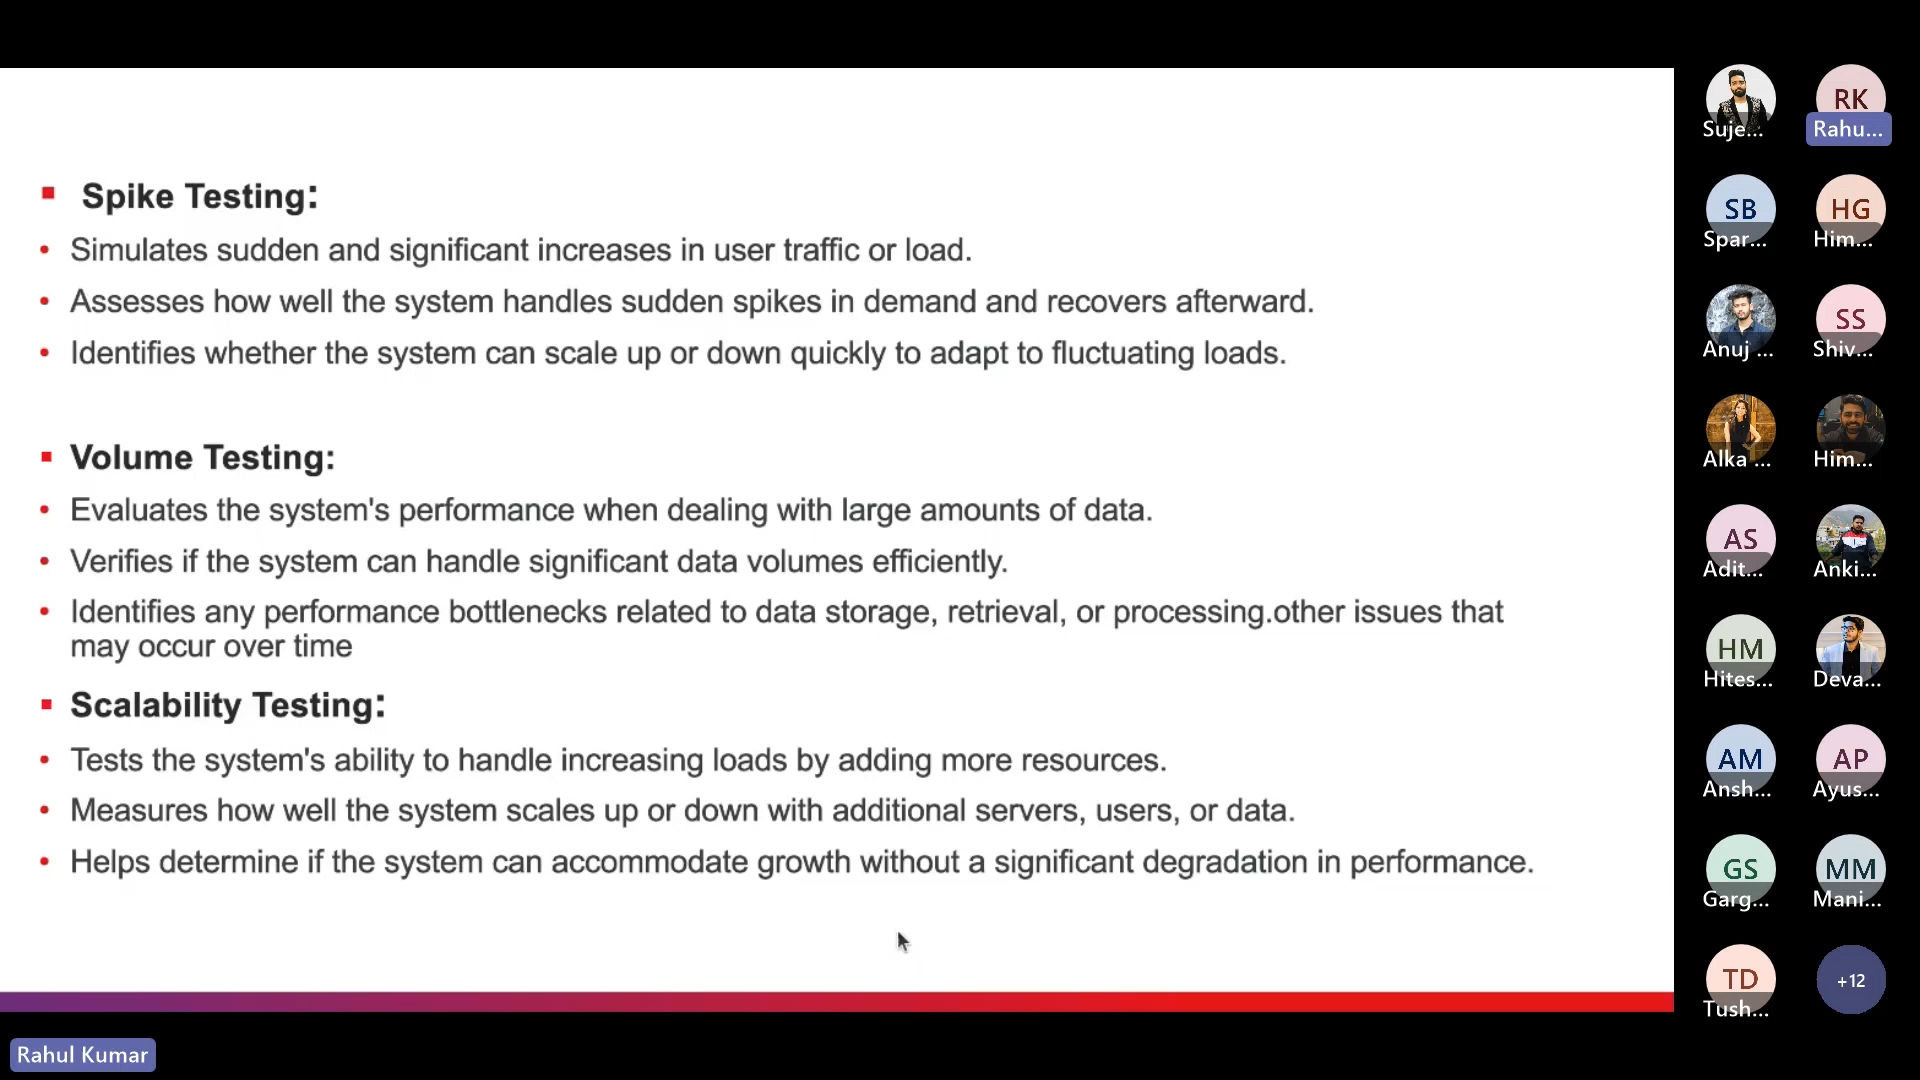 Spike Testing:
Simulates sudden and significant increases in user traffic or load.
Assesses how well the system handles sudden spikes in demand and recovers afterward.
Identifies whether the system can scale up or down quickly to adapt to fluctuating loads.
Volume Testing:
Evaluates the system's performance when dealing with large amounts of data.
Verifies if the system can handle significant data volumes efficiently.
Identifies any performance bottlenecks related to data storage, retrieval, or processing.other issues that
may occur over time
Scalability Testing:
Tests the system's ability to handle increasing loads by adding more resources.
Measures how well the system scales up or down with additional servers, users, or data.
Helps determine if the system can accommodate growth without a significant degradation in performance.
Rahul Kumar
Suje...
RK
Rahu...
SB
Spar...
HG
Him...
Anuj ...
SS
Shiv...
Alka ...
Him...
AS
Adit...
Anki...
HM
Hites...
Deva...
AM
Ansh...
AP
Ayus...
GS
Garg...
MM
Mani...
TD
Tush...
+12